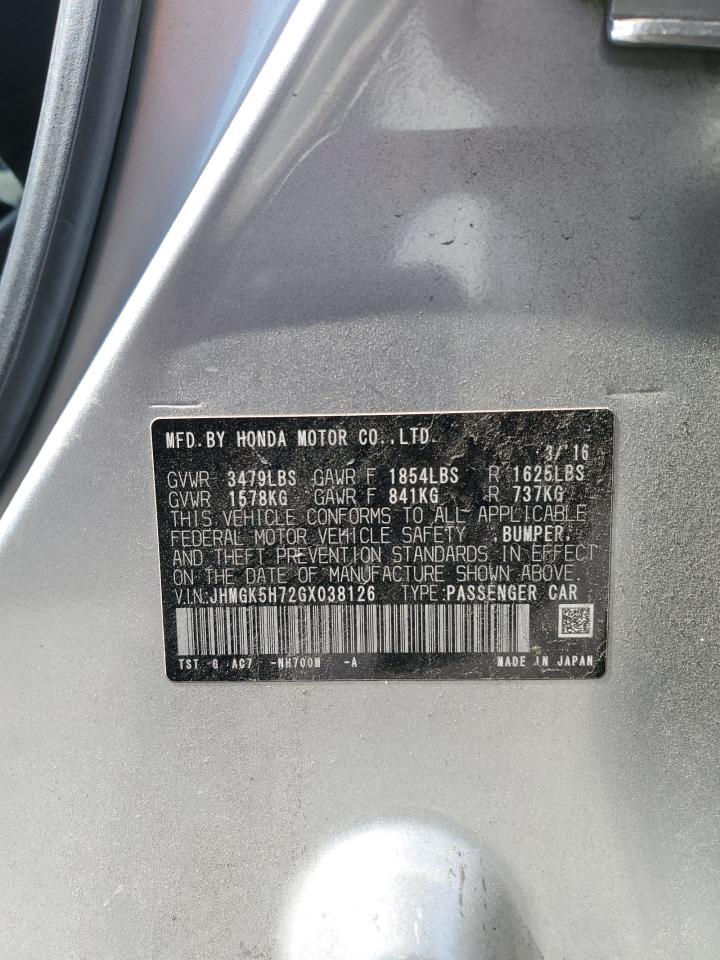 MFD.BY HONDA MOTOR CO.,LTD.
3/'16
GVWR 3479LBS GAWR F 1854LBS R 1625LBS
GVWR 1578KG GAWR F 841KG R 737KG
THIS VEHICLE CONFORMS TO ALL APPLICABLE
FEDERAL MOTOR VEHICLE SAFETY BUMPER,
AND THEFT PREVENTION STANDARDS IN EFFECT
ON THE DATE OF MANUFACTURE SHOWN ABOVE.
V.I.N:JHMGK5H72GX038126 TYPE:PASSENGER CAR
TST G AC7 -NH700M -A MADE IN JAPAN